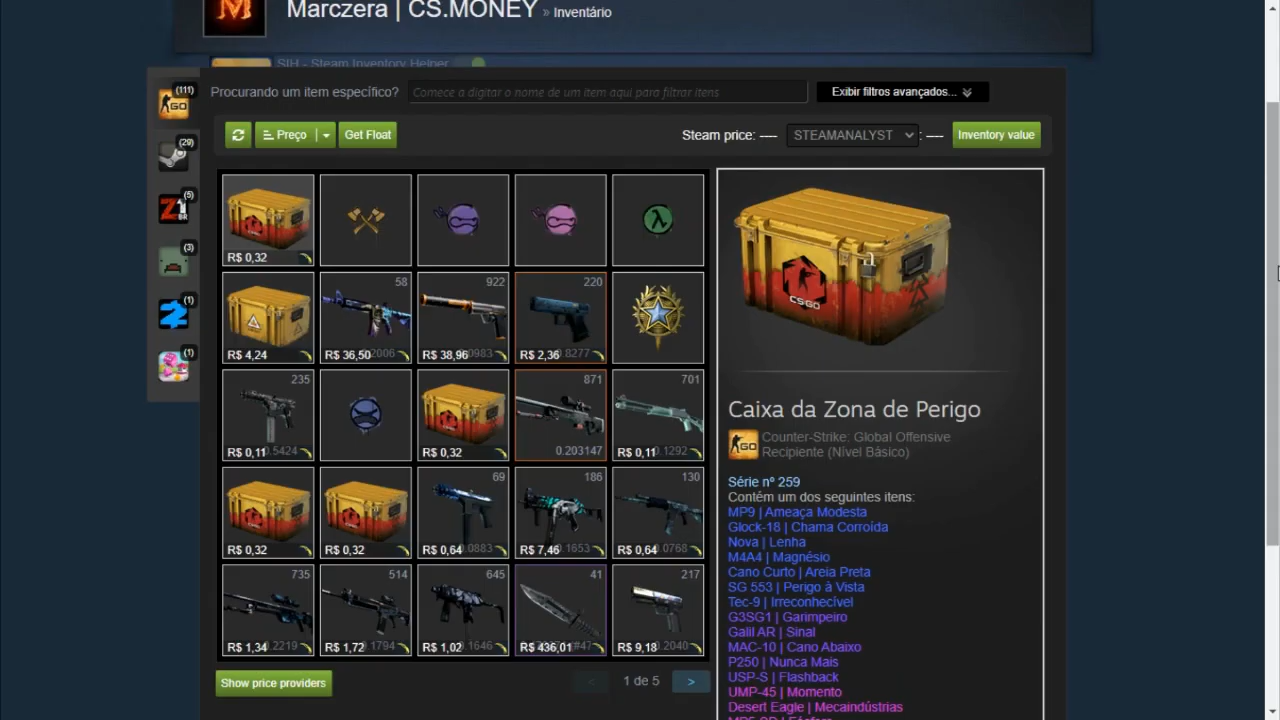 Marczera | CS.MONEY » Inventário
SIH - Steam Inventory Helper
(111)
Procurando um item específico? Comece a digitar o nome de um item aqui para filtrar itens Exibir filtros avançados...
(29)
Preço Get Float Steam price: ---- STEAMANALYST : ---- Inventory value
(5)
(3)
(1)
(1)
R$ 0,32
58 922 220
R$ 4,24 R$ 36,50 R$ 38,96 R$ 2,36
235 871 701
R$ 0,11 R$ 0,32 0.203147 R$ 0,11
69 186 130
R$ 0,32 R$ 0,32 R$ 0,64 R$ 7,46 R$ 0,64
735 514 645 41 217
R$ 1,34 R$ 1,72 R$ 1,02 R$ 436,01 R$ 9,18
Show price providers < 1 de 5 >
CS:GO
Caixa da Zona de Perigo
Counter-Strike: Global Offensive
Recipiente (Nível Básico)
Série nº 259
Contém um dos seguintes itens:
MP9 | Ameaça Modesta
Glock-18 | Chama Corroída
Nova | Lenha
M4A4 | Magnésio
Cano Curto | Areia Preta
SG 553 | Perigo à Vista
Tec-9 | Irreconhecível
G3SG1 | Garimpeiro
Galil AR | Sinal
MAC-10 | Cano Abaixo
P250 | Nunca Mais
USP-S | Flashback
UMP-45 | Momento
Desert Eagle | Mecaindústrias